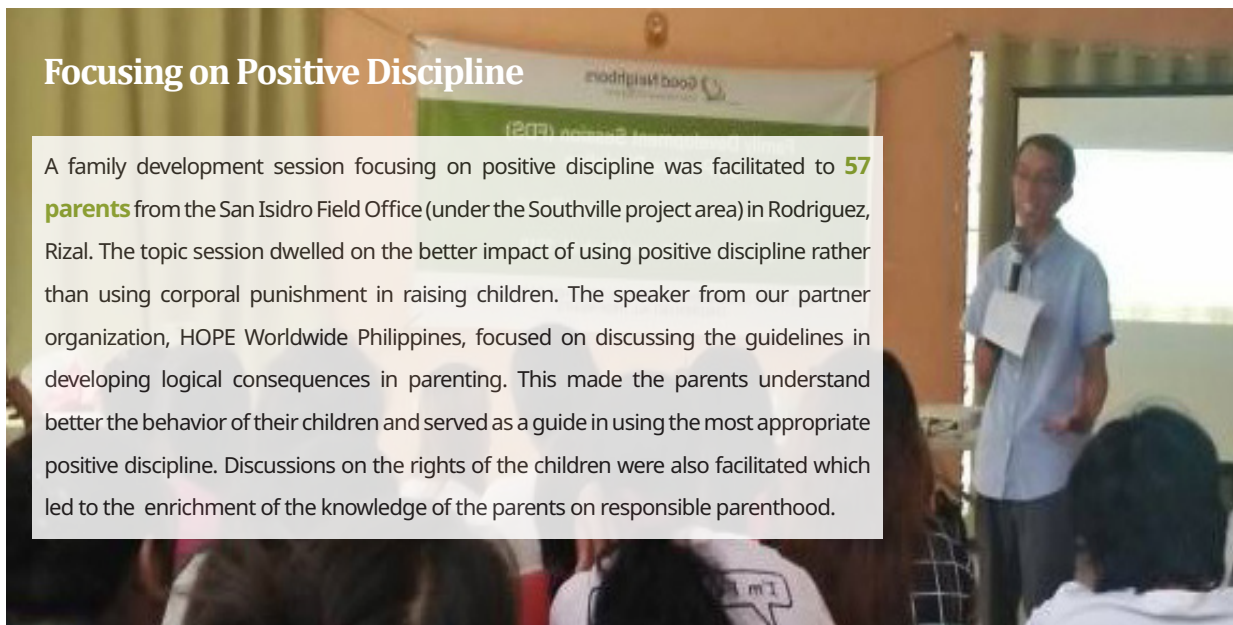 Focusing on Positive Discipline
Good Neighbors
Family Development Session (FDS)
A family development session focusing on positive discipline was facilitated to 57
parents from the San Isidro Field Office (under the Southville project area) in Rodriguez,
Rizal. The topic session dwelled on the better impact of using positive discipline rather
than using corporal punishment in raising children. The speaker from our partner
organization, HOPE Worldwide Philippines, focused on discussing the guidelines in
developing logical consequences in parenting. This made the parents understand
better the behavior of their children and served as a guide in using the most appropriate
positive discipline. Discussions on the rights of the children were also facilitated which
led to the  enrichment of the knowledge of the parents on responsible parenthood.
I'm